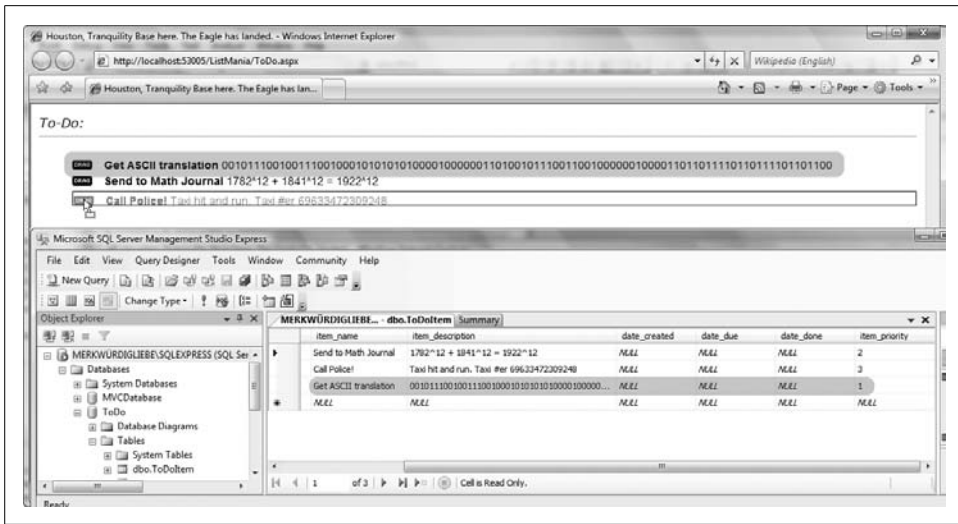 Houston, Tranquility Base here. The Eagle has landed. - Windows Internet Explorer
http://localhost:53005/ListMania/ToDo.aspx
Wikipedia (English)
Houston, Tranquility Base here. The Eagle has lan...
Page
Tools
To-Do:
DRAG Get ASCII translation 001011100100111001000101010101000010000001101001011100110010000001000011011011110110111101101100
DRAG Send to Math Journal 1782^12 + 1841^12 = 1922^12
Call Police! Taxi hit and run. Taxi #er 69633472309248
Microsoft SQL Server Management Studio Express
File Edit View Query Designer Tools Window Community Help
New Query
Change Type
Object Explorer
MERKWÜRDIGLIEBE\SQLEXPRESS (SQL Ser
Databases
System Databases
MVCDatabase
ToDo
Database Diagrams
Tables
System Tables
dbo.ToDoItem
MERKWÜRDIGLIEBE... - dbo.ToDoItem Summary
item_name item_description date_created date_due date_done item_priority
Send to Math Journal 1782^12 + 1841^12 = 1922^12 NULL NULL NULL 2
Call Police! Taxi hit and run. Taxi #er 69633472309248 NULL NULL NULL 3
Get ASCII translation 0010111001001110010001010101010000100000... NULL NULL NULL 1
NULL NULL NULL NULL NULL NULL
1 of 3 Cell is Read Only.
Ready